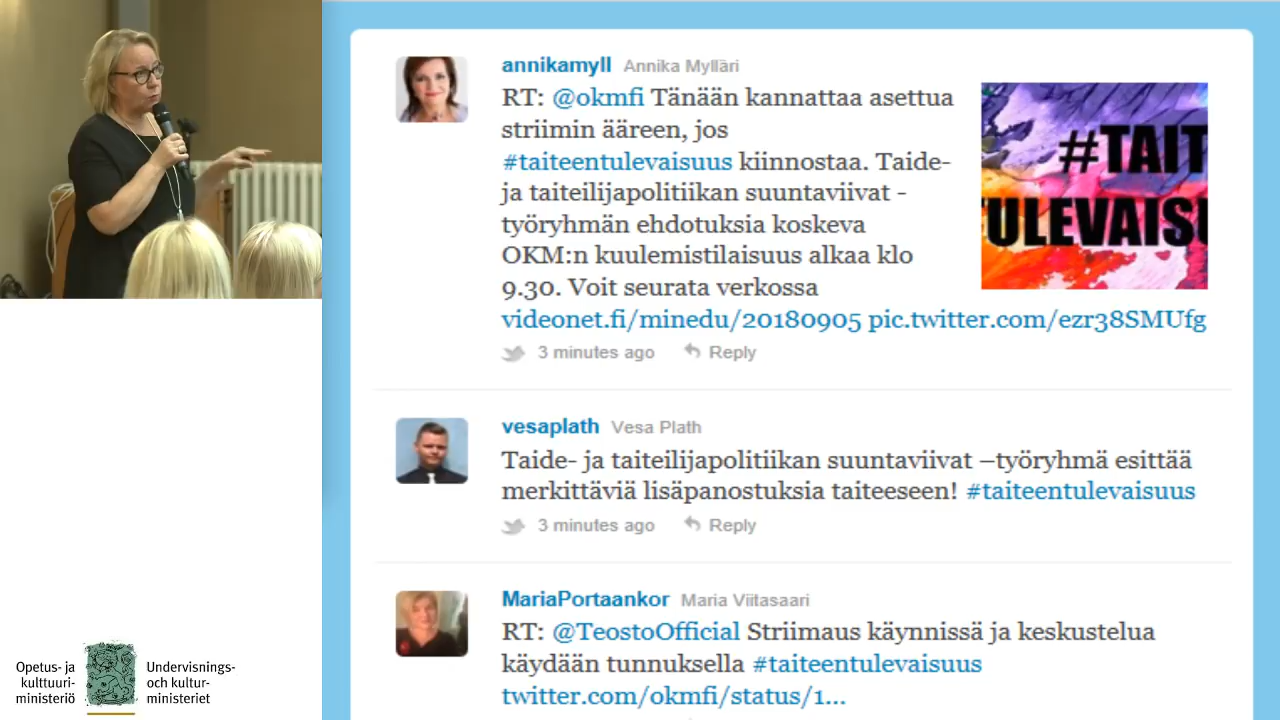 annikamyll Annika Mylläri
RT: @okmfi Tänään kannattaa asettua
striimin ääreen, jos
#taiteentulevaisuus kiinnostaa. Taide-
ja taiteilijapolitiikan suuntaviivat -
työryhmän ehdotuksia koskeva
OKM:n kuulemistilaisuus alkaa klo
9.30. Voit seurata verkossa
videonet.fi/minedu/20180905 pic.twitter.com/ezr38SMUfg
3 minutes ago Reply
#TAIT
ULEVAIS
vesaplath Vesa Plath
Taide- ja taiteilijapolitiikan suuntaviivat –työryhmä esittää
merkittäviä lisäpanostuksia taiteeseen! #taiteentulevaisuus
3 minutes ago Reply
MariaPortaankor Maria Viitasaari
RT: @TeostoOfficial Striimaus käynnissä ja keskustelua
käydään tunnuksella #taiteentulevaisuus
twitter.com/okmfi/status/1...
Opetus- ja
kulttuuri-
ministeriö
Undervisnings-
och kultur-
ministeriet